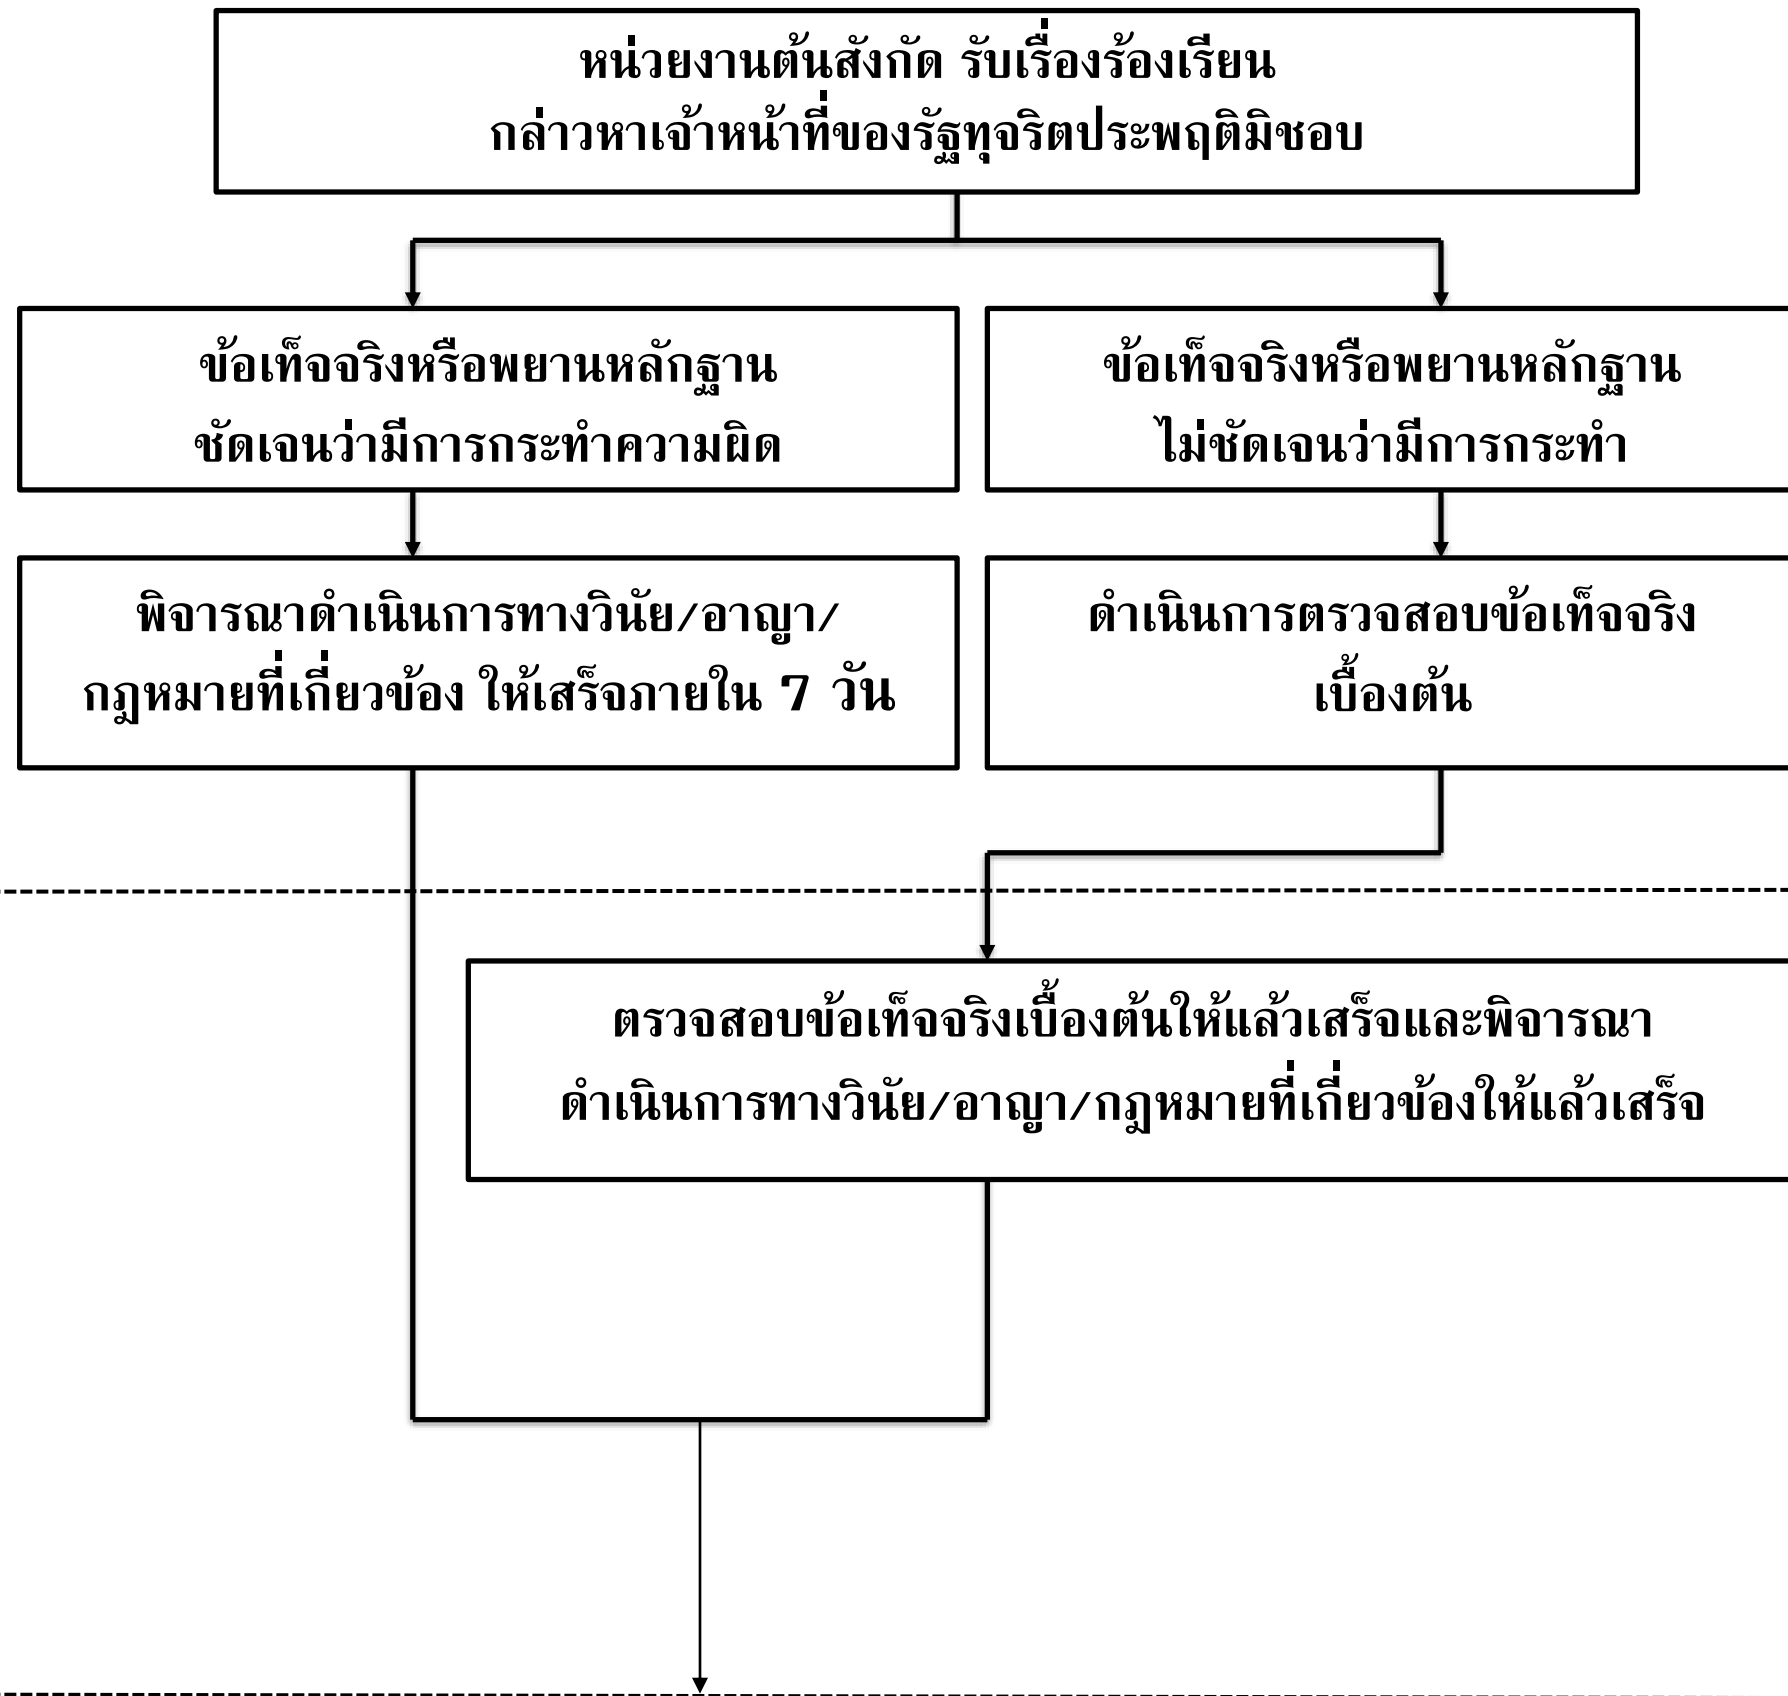 หน่วยงานต้นสังกัด รับเรื่องร้องเรียน
กล่าวหาเจ้าหน้าที่ของรัฐทุจริตประพฤติมิชอบ
ข้อเท็จจริงหรือพยานหลักฐาน
ชัดเจนว่ามีการกระทำความผิด
ข้อเท็จจริงหรือพยานหลักฐาน
ไม่ชัดเจนว่ามีการกระทำ
พิจารณาดำเนินการทางวินัย/อาญา/
กฎหมายที่เกี่ยวข้อง ให้เสร็จภายใน 7 วัน
ดำเนินการตรวจสอบข้อเท็จจริง
เบื้องต้น
ตรวจสอบข้อเท็จจริงเบื้องต้นให้แล้วเสร็จและพิจารณา
ดำเนินการทางวินัย/อาญา/กฎหมายที่เกี่ยวข้องให้แล้วเสร็จ